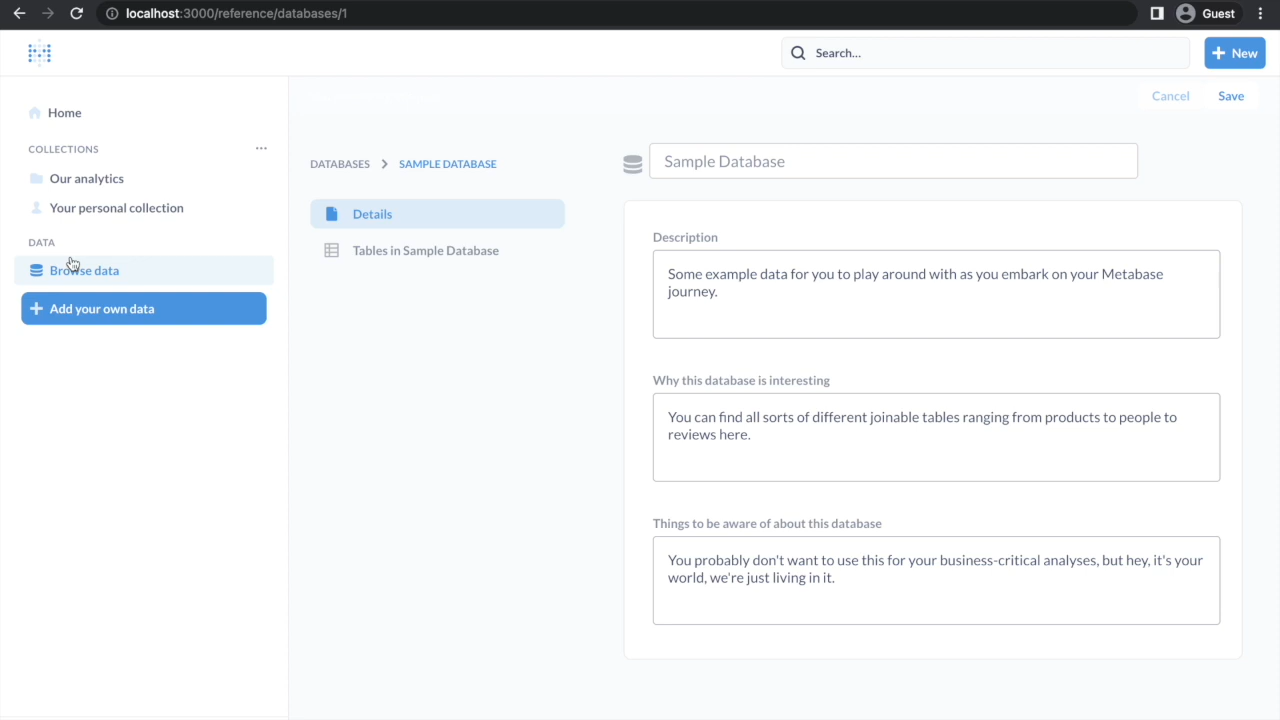 localhost:3000/reference/databases/1
Guest
Search...
New
Home
Cancel
Save
COLLECTIONS
DATABASES
SAMPLE DATABASE
Sample Database
Our analytics
Your personal collection
Details
DATA
Description
Tables in Sample Database
Browse data
Some example data for you to play around with as you embark on your Metabase
journey.
Add your own data
Why this database is interesting
You can find all sorts of different joinable tables ranging from products to people to
reviews here.
Things to be aware of about this database
You probably don't want to use this for your business-critical analyses, but hey, it's your
world, we're just living in it.